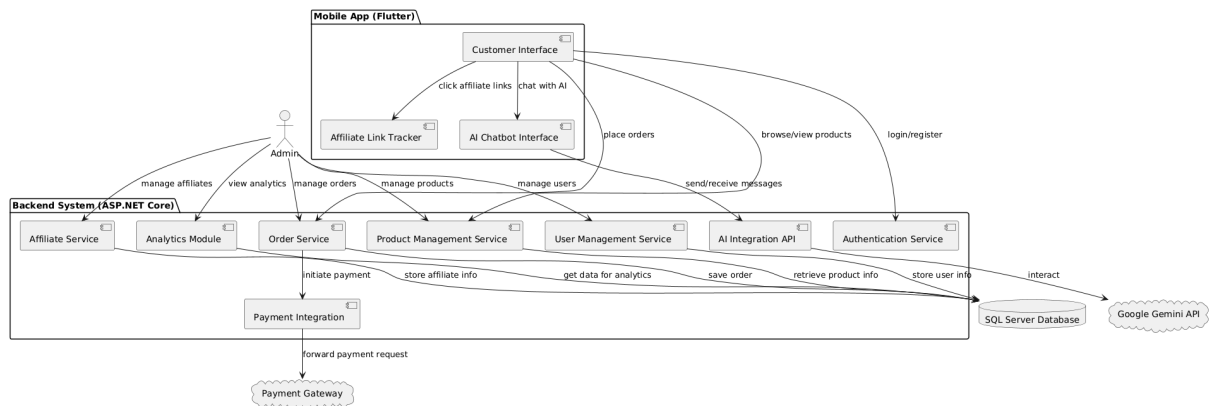 Mobile App (Flutter)
Customer Interface
click affiliate links
chat with AI
Affiliate Link Tracker
AI Chatbot Interface
place orders
browse/view products
login/register
Admin
manage affiliates
view analytics
manage orders
manage products
manage users
send/receive messages
Backend System (ASP.NET Core)
Affiliate Service
Analytics Module
Order Service
Product Management Service
User Management Service
AI Integration API
Authentication Service
initiate payment
store affiliate info
get data for analytics
save order
retrieve product info
store user info
interact
Payment Integration
SQL Server Database
Google Gemini API
forward payment request
Payment Gateway